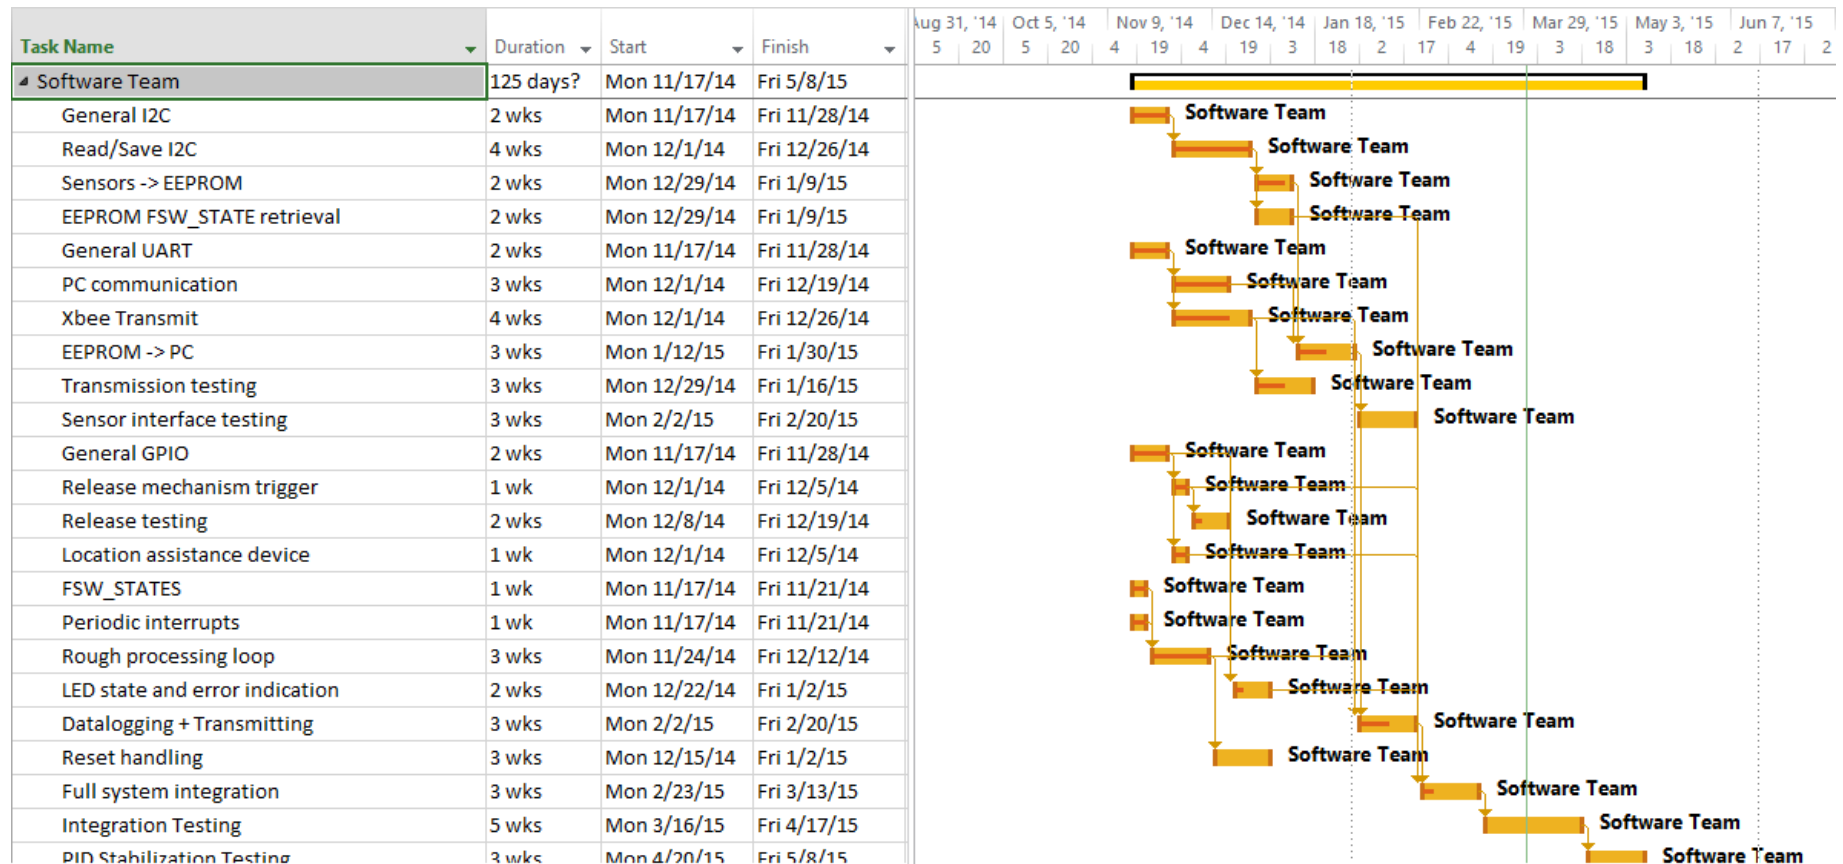 Aug 31, '14 Oct 5, '14 Nov 9, '14 Dec 14, '14 Jan 18, '15 Feb 22, '15 Mar 29, '15 May 3, '15 Jun 7, '15
Task Name Duration Start Finish 5 20 5 20 4 19 4 19 3 18 2 17 4 19 3 18 3 18 2 17 2
Software Team 125 days? Mon 11/17/14 Fri 5/8/15
General I2C 2 wks Mon 11/17/14 Fri 11/28/14 Software Team
Read/Save I2C 4 wks Mon 12/1/14 Fri 12/26/14 Software Team
Sensors -> EEPROM 2 wks Mon 12/29/14 Fri 1/9/15 Software Team
EEPROM FSW_STATE retrieval 2 wks Mon 12/29/14 Fri 1/9/15 Software Team
General UART 2 wks Mon 11/17/14 Fri 11/28/14 Software Team
PC communication 3 wks Mon 12/1/14 Fri 12/19/14 Software Team
Xbee Transmit 4 wks Mon 12/1/14 Fri 12/26/14 Software Team
EEPROM -> PC 3 wks Mon 1/12/15 Fri 1/30/15 Software Team
Transmission testing 3 wks Mon 12/29/14 Fri 1/16/15 Software Team
Sensor interface testing 3 wks Mon 2/2/15 Fri 2/20/15 Software Team
General GPIO 2 wks Mon 11/17/14 Fri 11/28/14 Software Team
Release mechanism trigger 1 wk Mon 12/1/14 Fri 12/5/14 Software Team
Release testing 2 wks Mon 12/8/14 Fri 12/19/14 Software Team
Location assistance device 1 wk Mon 12/1/14 Fri 12/5/14 Software Team
FSW_STATES 1 wk Mon 11/17/14 Fri 11/21/14 Software Team
Periodic interrupts 1 wk Mon 11/17/14 Fri 11/21/14 Software Team
Rough processing loop 3 wks Mon 11/24/14 Fri 12/12/14 Software Team
LED state and error indication 2 wks Mon 12/22/14 Fri 1/2/15 Software Team
Datalogging + Transmitting 3 wks Mon 2/2/15 Fri 2/20/15 Software Team
Reset handling 3 wks Mon 12/15/14 Fri 1/2/15 Software Team
Full system integration 3 wks Mon 2/23/15 Fri 3/13/15 Software Team
Integration Testing 5 wks Mon 3/16/15 Fri 4/17/15 Software Team
PID Stabilization Testing 3 wks Mon 4/20/15 Fri 5/8/15 Software Team